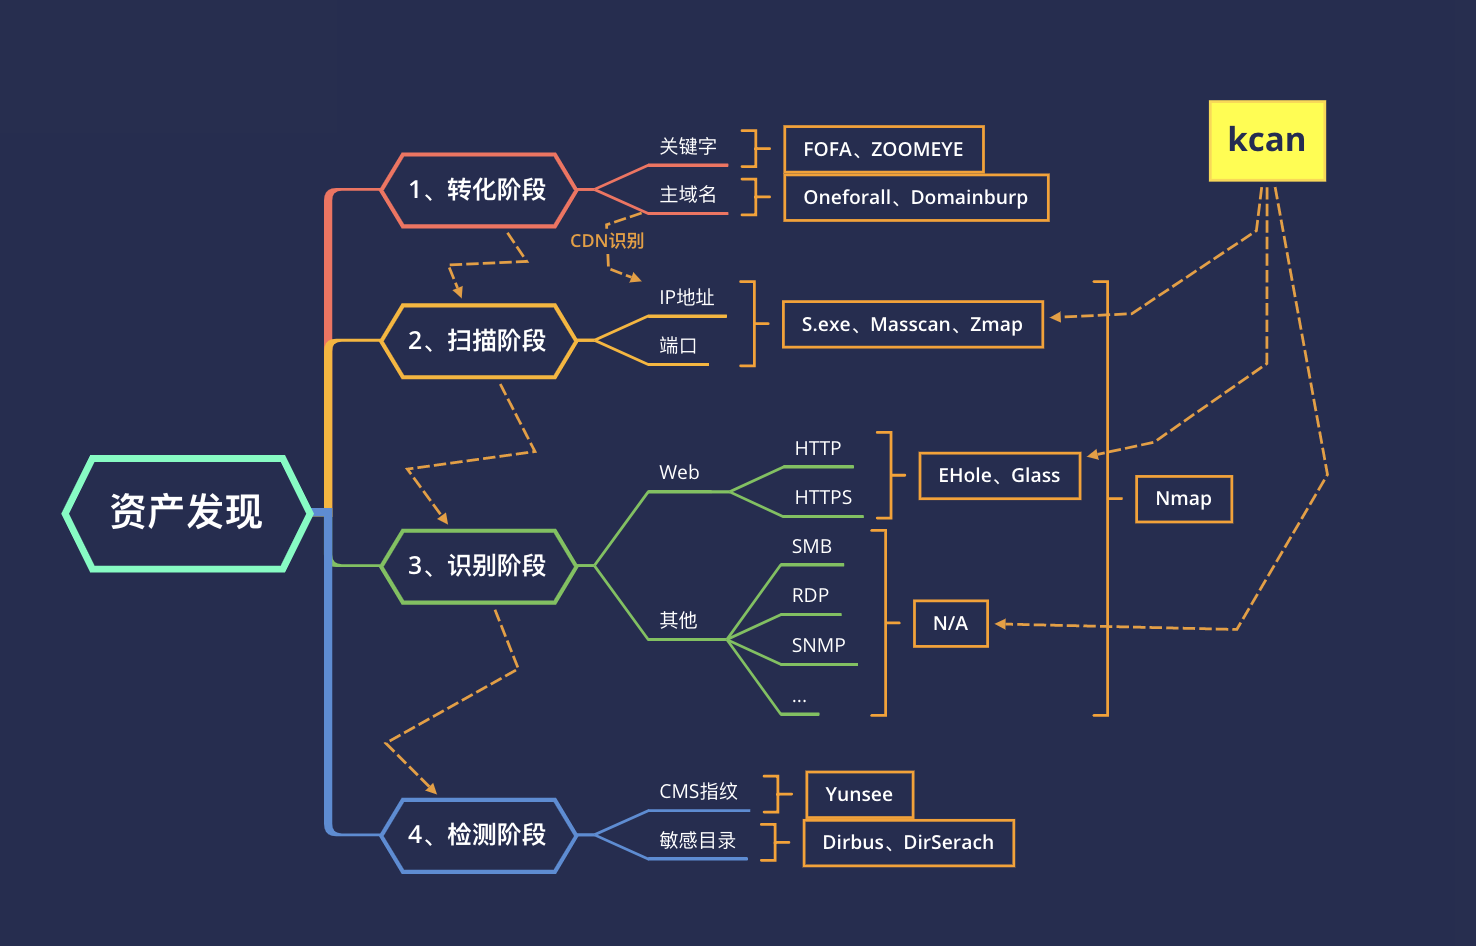 kcan
关键字
FOFA、ZOOMEYE
1、转化阶段
主域名
Oneforall、Domainburp
CDN识别
IP地址
S.exe、Masscan、Zmap
2、扫描阶段
端口
HTTP
Web
EHole、Glass
HTTPS
Nmap
资产发现
SMB
3、识别阶段
RDP
其他
N/A
SNMP
...
CMS指纹
Yunsee
4、检测阶段
敏感目录
Dirbus、DirSerach